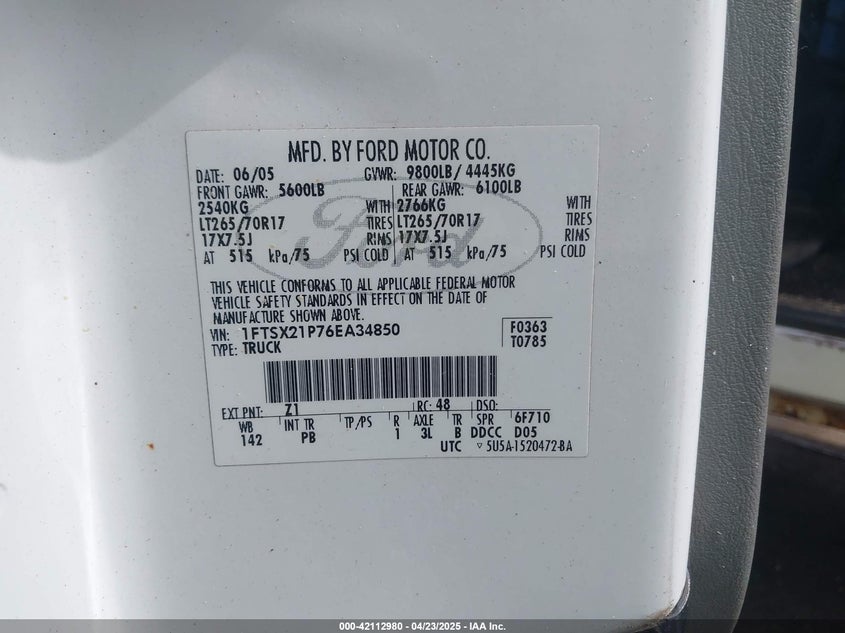 MFD. BY FORD MOTOR CO.
DATE: 06/05 GVWR: 9800LB/ 4445KG
FRONT GAWR: 5600LB REAR GAWR: 6100LB
2540KG WITH 2766KG WITH
LT265/70R17 TIRES LT265/70R17 TIRES
17X7.5J RIMS 17X7.5J RIMS
AT 515 kPa/75 PSI COLD AT 515 kPa/75 PSI COLD
Ford
THIS VEHICLE CONFORMS TO ALL APPLICABLE FEDERAL MOTOR
VEHICLE SAFETY STANDARDS IN EFFECT ON THE DATE OF
MANUFACTURE SHOWN ABOVE.
VIN: 1FTSX21P76EA34850 F0363
TYPE: TRUCK T0785
EXT PNT: Z1 RC: 48 DSO:
WB INT TR TP/PS R AXLE TR SPR 6F710
142 PB 1 3L B DDCC D05
UTC ▿ 5U5A-1520472-BA
000-42112980 - 04/23/2025 - IAA Inc.